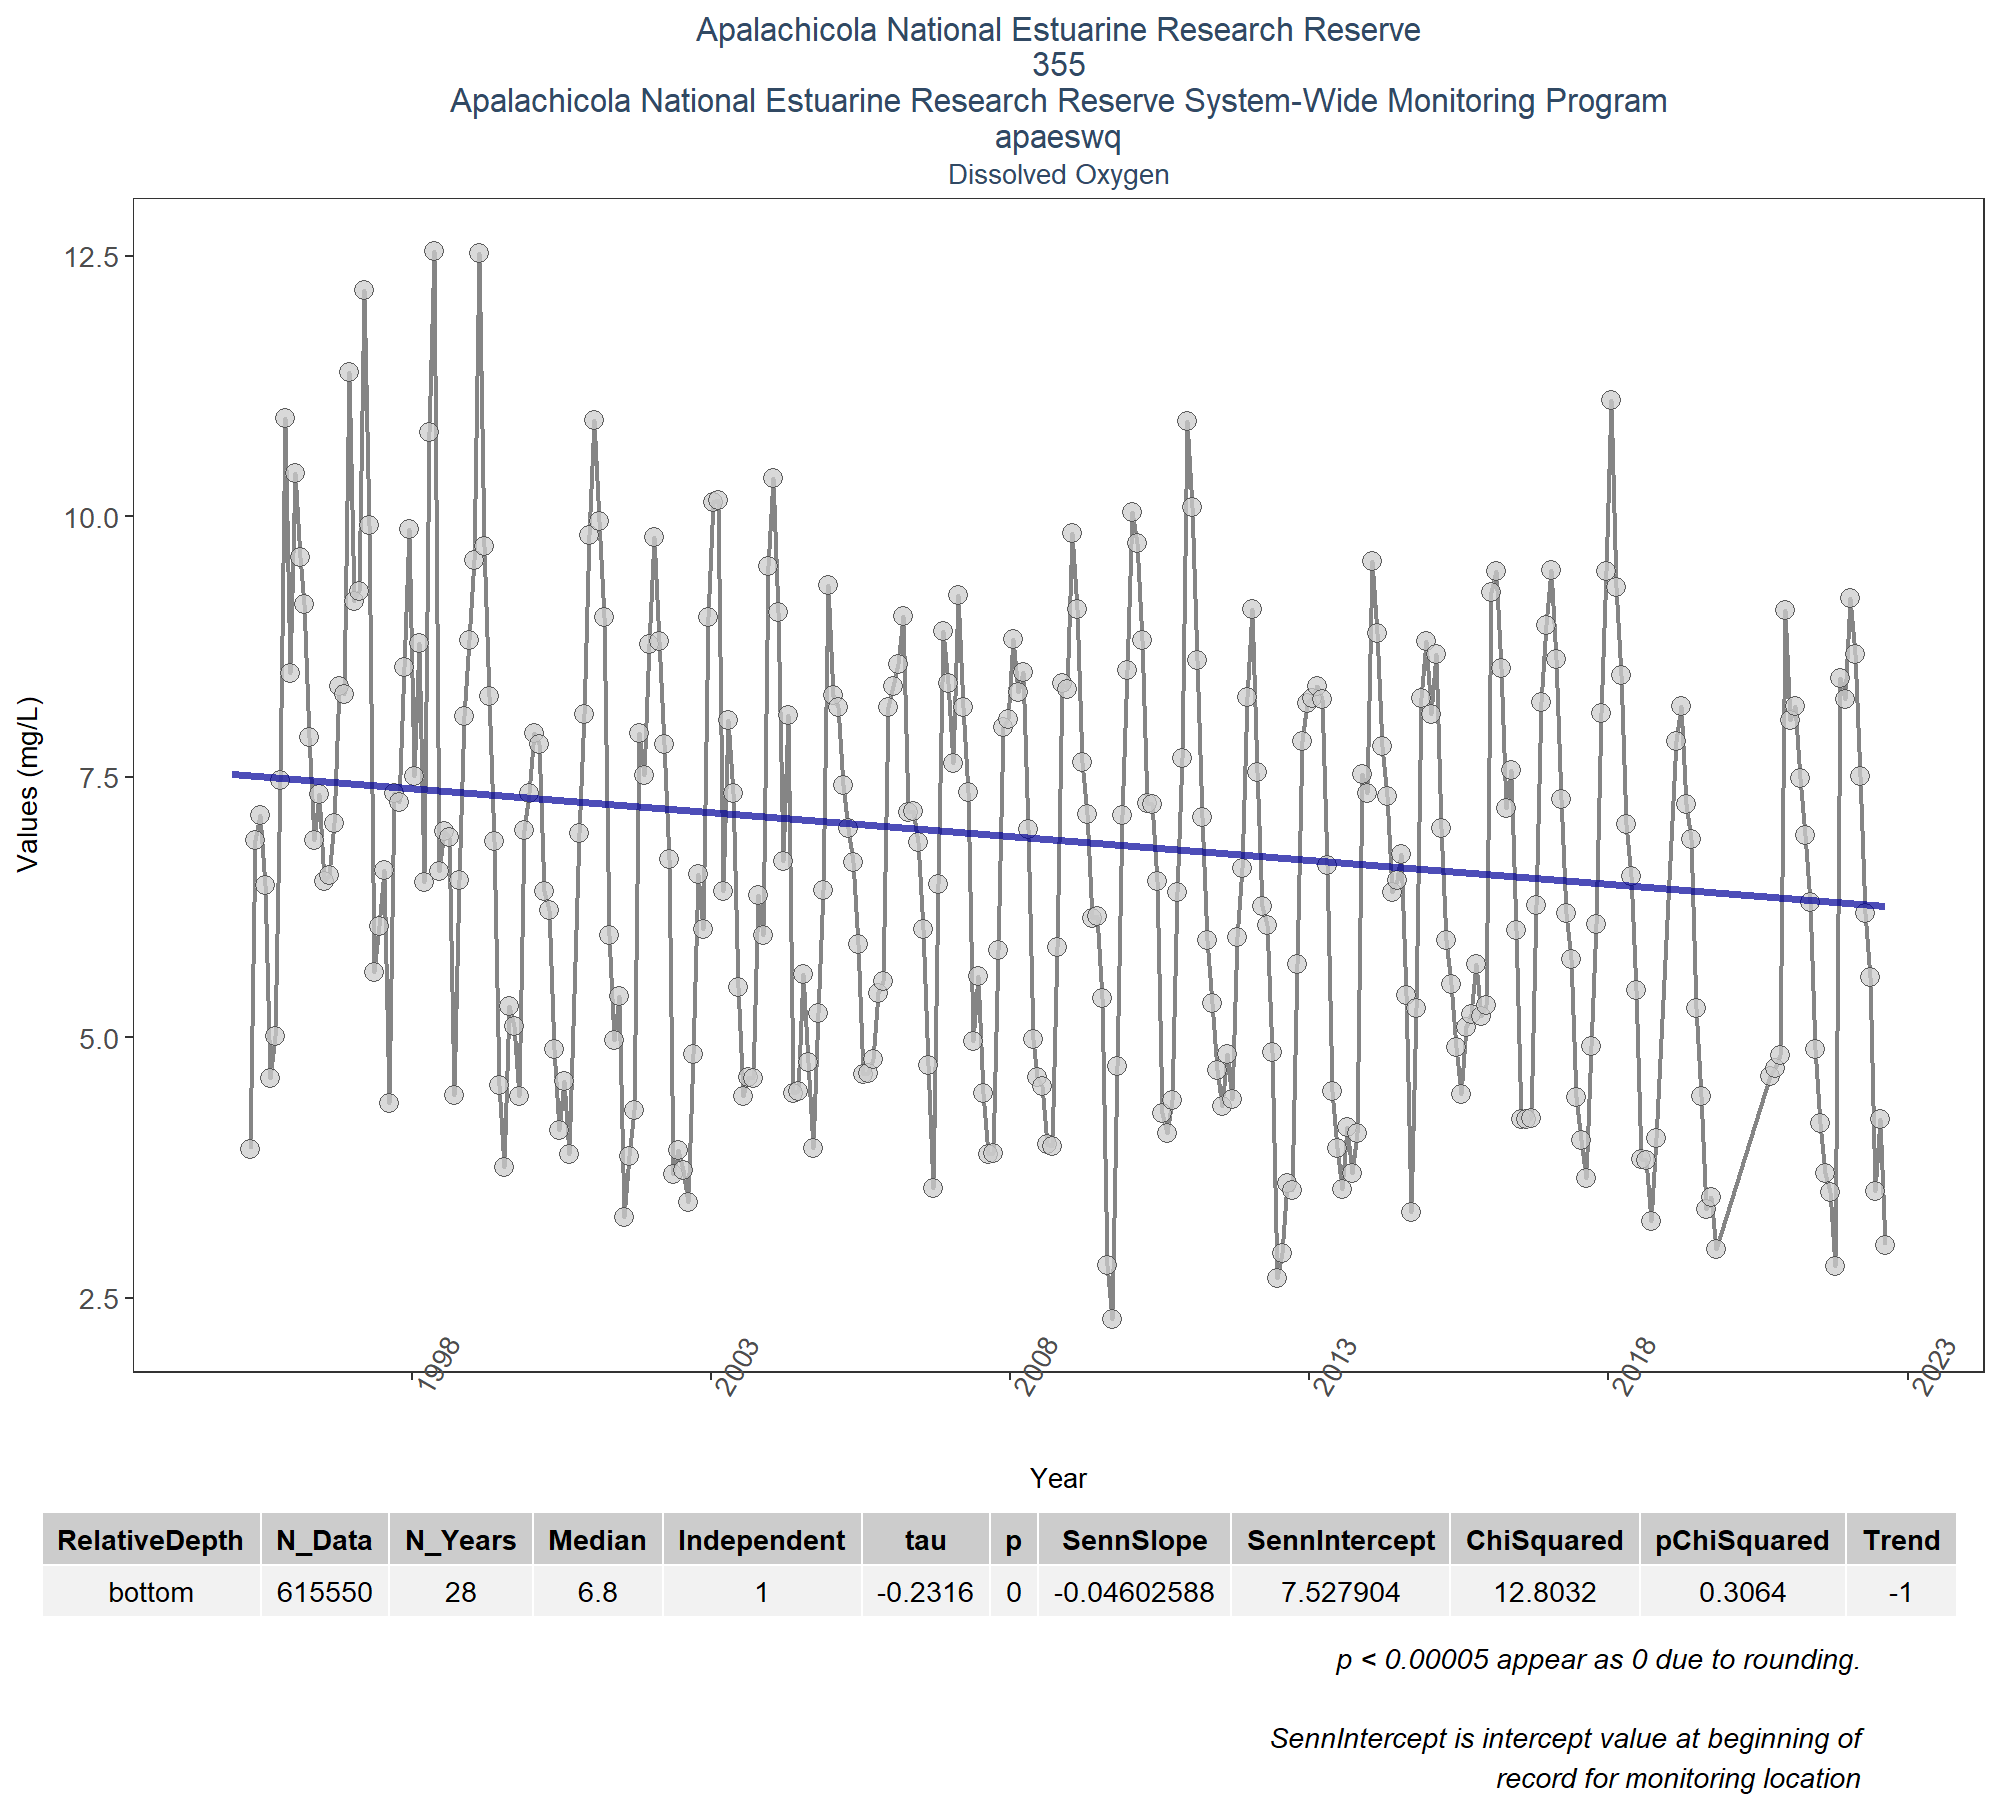 Apalachicola National Estuarine Research Reserve
355
Apalachicola National Estuarine Research Reserve System-Wide Monitoring Program
apaeswq
Dissolved Oxygen
Values (mg/L)
12.5
10.0
7.5
5.0
2.5
1998 2003 2008 2013 2018 2023
Year
RelativeDepth N_Data N_Years Median Independent tau p SennSlope SennIntercept ChiSquared pChiSquared Trend
bottom 615550 28 6.8 1 -0.2316 0 -0.04602588 7.527904 12.8032 0.3064 -1
p < 0.00005 appear as 0 due to rounding.
SennIntercept is intercept value at beginning of
record for monitoring location